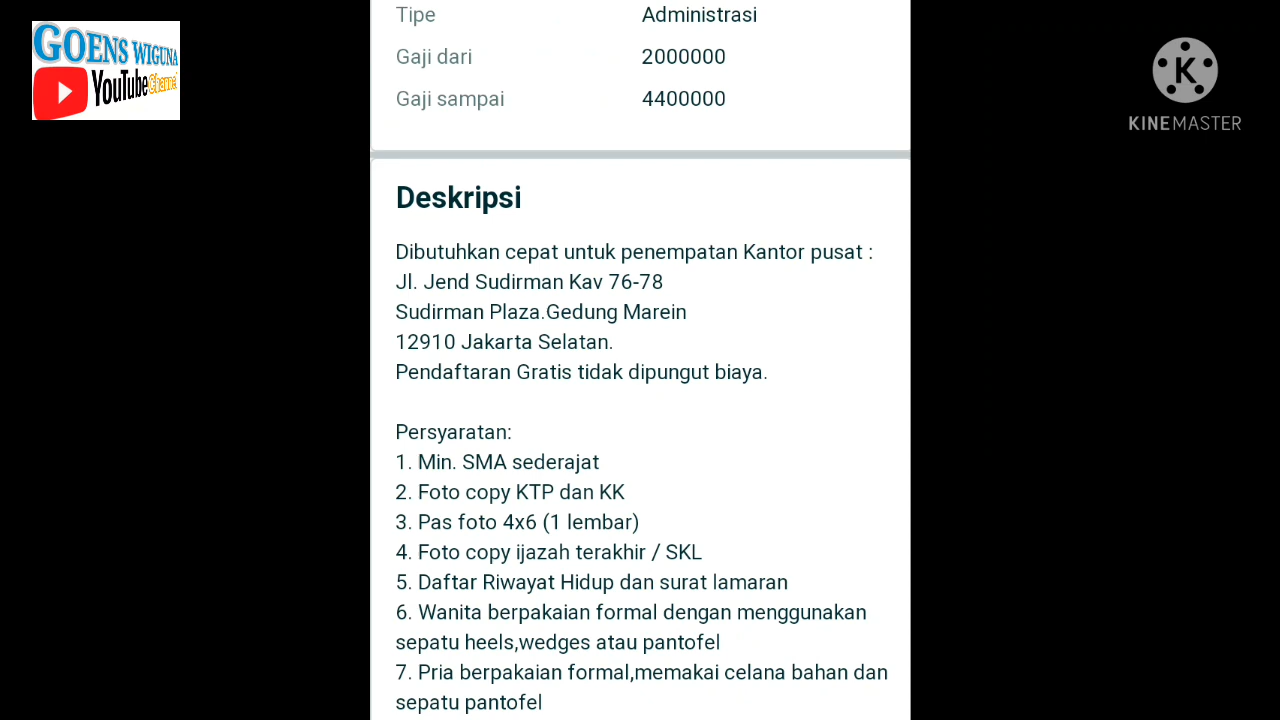 GOENS WIGUNA
YouTube Channel
KINEMASTER
Tipe Administrasi
Gaji dari 2000000
Gaji sampai 4400000
Deskripsi
Dibutuhkan cepat untuk penempatan Kantor pusat :
Jl. Jend Sudirman Kav 76-78
Sudirman Plaza.Gedung Marein
12910 Jakarta Selatan.
Pendaftaran Gratis tidak dipungut biaya.
Persyaratan:
1. Min. SMA sederajat
2. Foto copy KTP dan KK
3. Pas foto 4x6 (1 lembar)
4. Foto copy ijazah terakhir / SKL
5. Daftar Riwayat Hidup dan surat lamaran
6. Wanita berpakaian formal dengan menggunakan
sepatu heels,wedges atau pantofel
7. Pria berpakaian formal,memakai celana bahan dan
sepatu pantofel